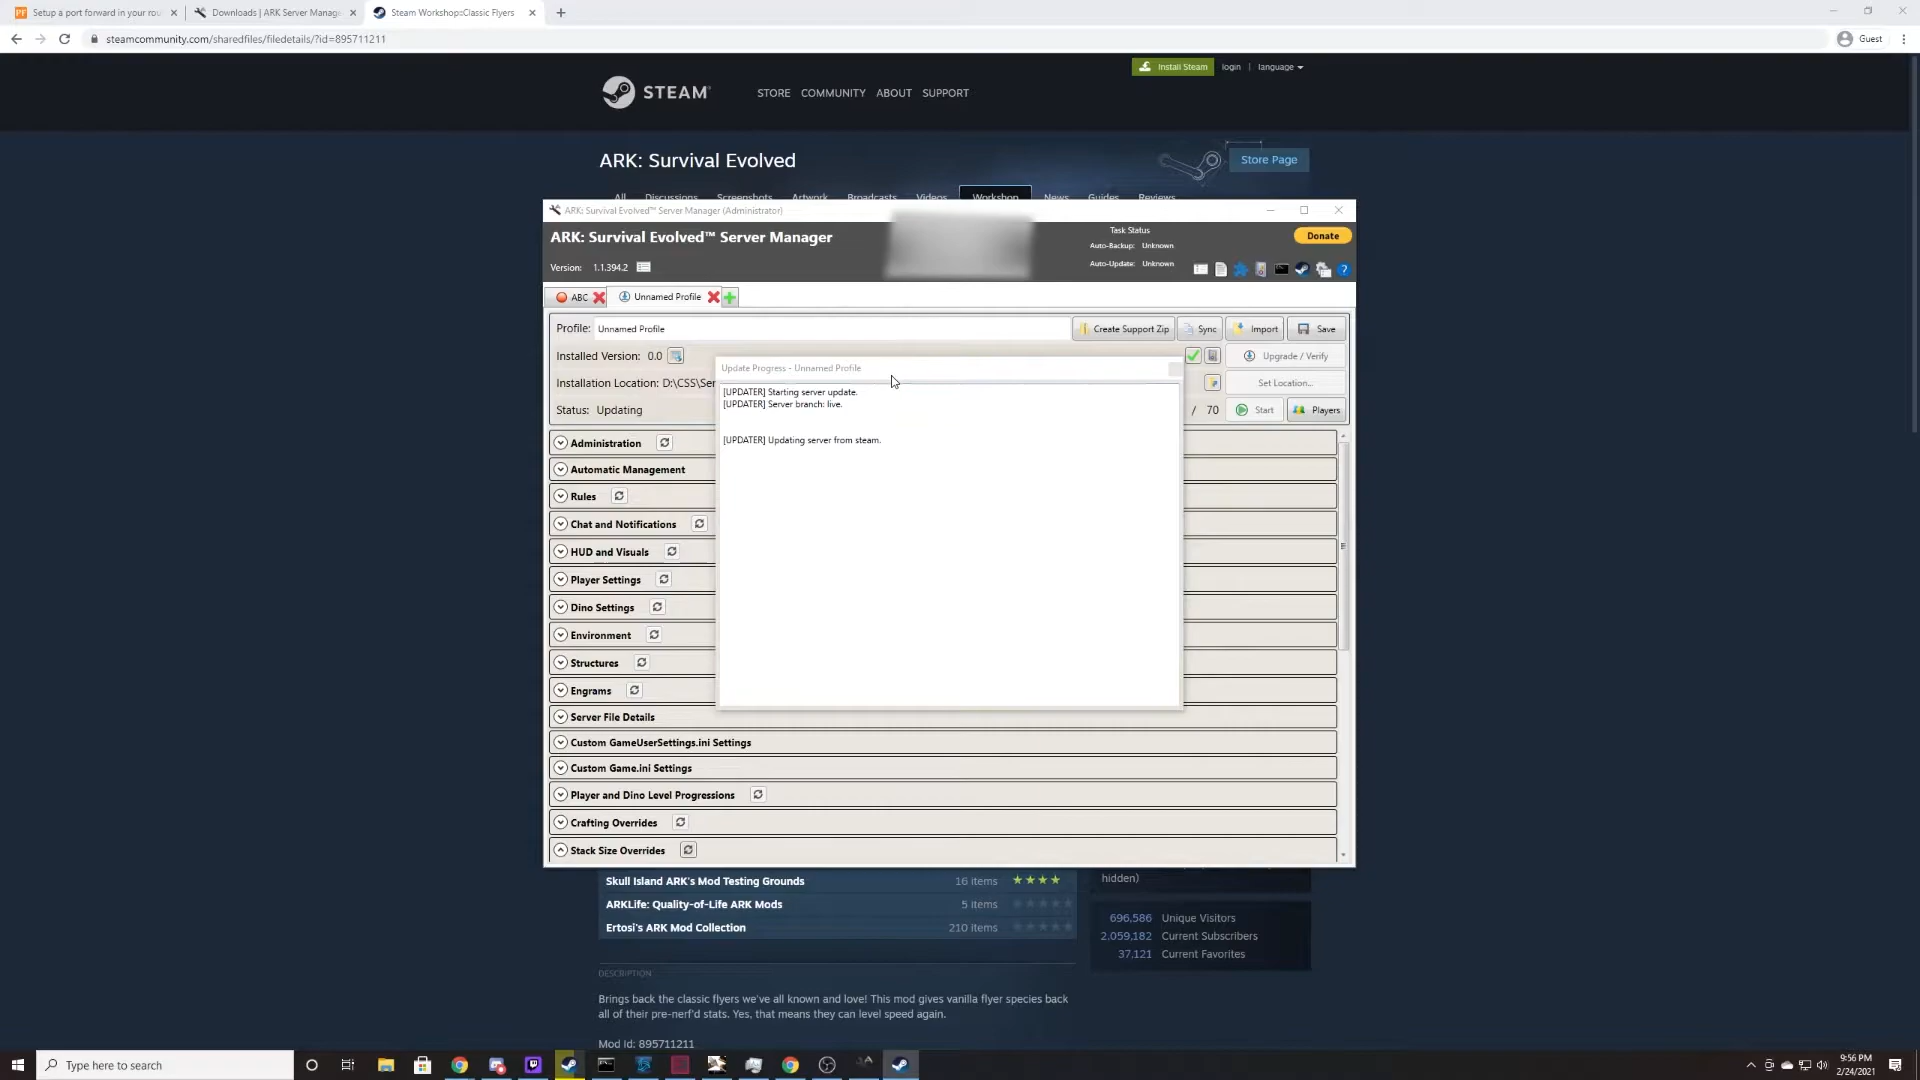 Setup a port forward in your rou
Downloads | ARK Server Manage
Steam Workshop::Classic Flyers
steamcommunity.com/sharedfiles/filedetails/?id=895711211
Guest
Install Steam
login | language
STEAM
STORE COMMUNITY ABOUT SUPPORT
ARK: Survival Evolved
Store Page
All Discussions Screenshots Artwork Broadcasts Videos Workshop News Guides Reviews
ARK: Survival Evolved™ Server Manager (Administrator)
ARK: Survival Evolved™ Server Manager
Task Status
Auto-Backup: Unknown
Auto-Update: Unknown
Donate
Version: 1.1.394.2
ABC
Unnamed Profile
Profile: Unnamed Profile
Create Support Zip
Sync
Import
Save
Installed Version: 0.0
Upgrade / Verify
Installation Location: D:\CSS\Ser
Set Location...
Status: Updating
/ 70
Start
Players
Update Progress - Unnamed Profile
[UPDATER] Starting server update.
[UPDATER] Server branch: live.
[UPDATER] Updating server from steam.
Administration
Automatic Management
Rules
Chat and Notifications
HUD and Visuals
Player Settings
Dino Settings
Environment
Structures
Engrams
Server File Details
Custom GameUserSettings.ini Settings
Custom Game.ini Settings
Player and Dino Level Progressions
Crafting Overrides
Stack Size Overrides
Skull Island ARK's Mod Testing Grounds 16 items
ARKLife: Quality-of-Life ARK Mods 5 items
Ertosi's ARK Mod Collection 210 items
hidden)
696,586 Unique Visitors
2,059,182 Current Subscribers
37,121 Current Favorites
DESCRIPTION
Brings back the classic flyers we've all known and love! This mod gives vanilla flyer species back
all of their pre-nerf'd stats. Yes, that means they can level speed again.
Mod Id: 895711211
Type here to search
9:56 PM
2/24/2021